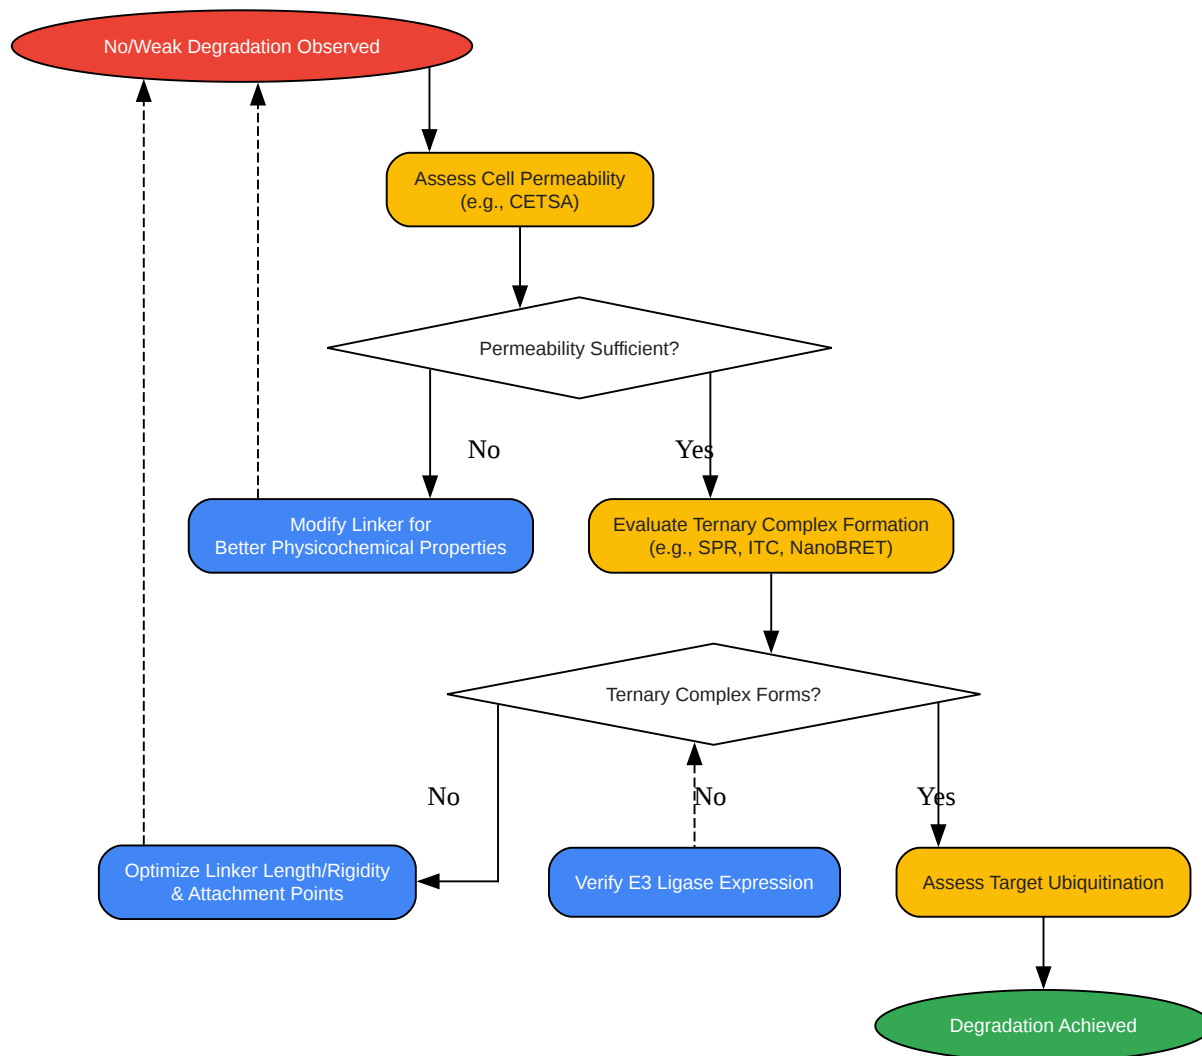 No/Weak Degradation Observed
Assess Cell Permeability
(e.g., CETSA)
Permeability Sufficient?
No
Yes
Modify Linker for
Better Physicochemical Properties
Evaluate Ternary Complex Formation
(e.g., SPR, ITC, NanoBRET)
Ternary Complex Forms?
No
No
Yes
Optimize Linker Length/Rigidity
& Attachment Points
Verify E3 Ligase Expression
Assess Target Ubiquitination
Degradation Achieved